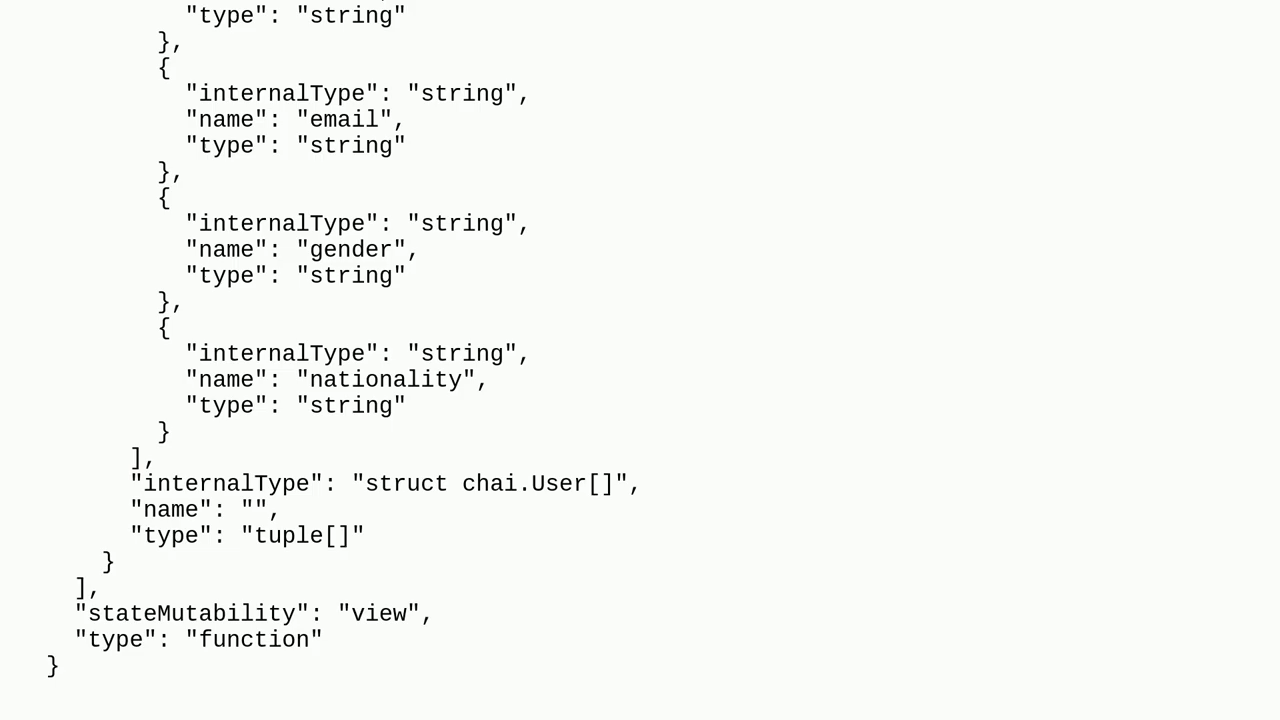 "type": "string"
},
{
"internalType": "string",
"name": "email",
"type": "string"
},
{
"internalType": "string",
"name": "gender",
"type": "string"
},
{
"internalType": "string",
"name": "nationality",
"type": "string"
}
],
"internalType": "struct chai.User[]",
"name": "",
"type": "tuple[]"
}
],
"stateMutability": "view",
"type": "function"
}